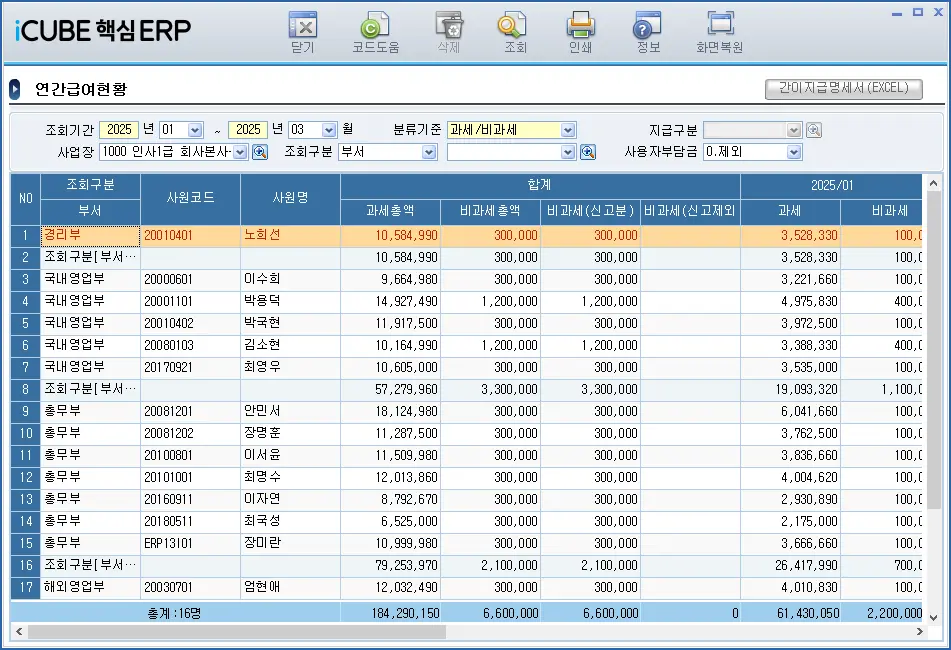 iCUBE 핵심ERP
닫기 코드도움 삭제 조회 인쇄 정보 화면복원
연간급여현황 간이지급명세서(EXCEL)
조회기간 2025 년 01 ~ 2025 년 03 월 분류기준 과세/비과세 지급구분
사업장 1000 인사1급 회사본사- 조회구분 부서 사용자부담금 0.제외
NO 조회구분 사원코드 사원명 합계 2025/01
부서 과세총액 비과세총액 비과세(신고분) 비과세(신고제외 과세 비과세
1 경리부 20010401 노희선 10,584,990 300,000 300,000 3,528,330 100,0
2 조회구분[부서… 10,584,990 300,000 300,000 3,528,330 100,0
3 국내영업부 20000601 이수희 9,664,980 300,000 300,000 3,221,660 100,0
4 국내영업부 20001101 박용덕 14,927,490 1,200,000 1,200,000 4,975,830 400,0
5 국내영업부 20010402 박국현 11,917,500 300,000 300,000 3,972,500 100,0
6 국내영업부 20080103 김소현 10,164,990 1,200,000 1,200,000 3,388,330 400,0
7 국내영업부 20170921 최영우 10,605,000 300,000 300,000 3,535,000 100,0
8 조회구분[부서… 57,279,960 3,300,000 3,300,000 19,093,320 1,100,0
9 총무부 20081201 안민서 18,124,980 300,000 300,000 6,041,660 100,0
10 총무부 20081202 장명훈 11,287,500 300,000 300,000 3,762,500 100,0
11 총무부 20100801 이서윤 11,509,980 300,000 300,000 3,836,660 100,0
12 총무부 20101001 최명수 12,013,860 300,000 300,000 4,004,620 100,0
13 총무부 20160911 이자연 8,792,670 300,000 300,000 2,930,890 100,0
14 총무부 20180511 최국성 6,525,000 300,000 300,000 2,175,000 100,0
15 총무부 ERP13I01 장미란 10,999,980 300,000 300,000 3,666,660 100,0
16 조회구분[부서… 79,253,970 2,100,000 2,100,000 26,417,990 700,0
17 해외영업부 20030701 엄현애 12,032,490 300,000 300,000 4,010,830 100,0
총계:16명 184,290,150 6,600,000 6,600,000 0 61,430,050 2,200,000